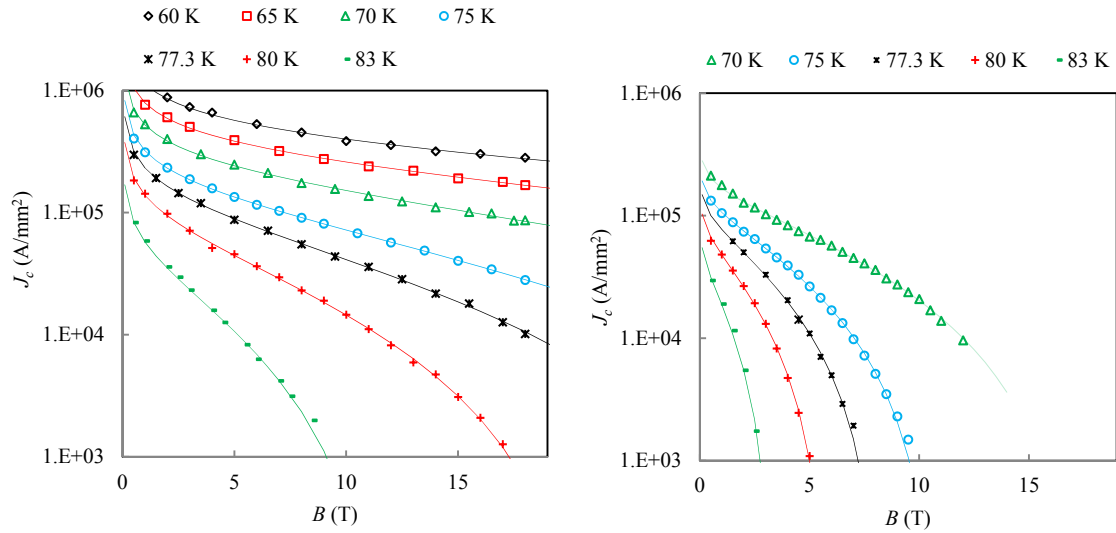 60 K 65 K 70 K 75 K
77.3 K 80 K 83 K
1.E+06
1.E+05
1.E+04
1.E+03
J_c (A/mm²)
0 5 10 15
B (T)
70 K 75 K 77.3 K 80 K 83 K
1.E+06
1.E+05
1.E+04
1.E+03
J_c (A/mm²)
0 5 10 15
B (T)